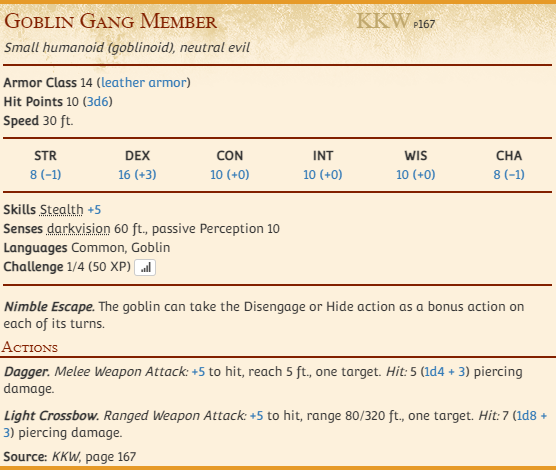 Goblin Gang Member KKW P167
Small humanoid (goblinoid), neutral evil
Armor Class 14 (leather armor)
Hit Points 10 (3d6)
Speed 30 ft.
STR DEX CON INT WIS CHA
8 (−1) 16 (+3) 10 (+0) 10 (+0) 10 (+0) 8 (−1)
Skills Stealth +5
Senses darkvision 60 ft., passive Perception 10
Languages Common, Goblin
Challenge 1/4 (50 XP)
Nimble Escape. The goblin can take the Disengage or Hide action as a bonus action on
each of its turns.
Actions
Dagger. Melee Weapon Attack: +5 to hit, reach 5 ft., one target. Hit: 5 (1d4 + 3) piercing
damage.
Light Crossbow. Ranged Weapon Attack: +5 to hit, range 80/320 ft., one target. Hit: 7 (1d8 +
3) piercing damage.
Source: KKW, page 167